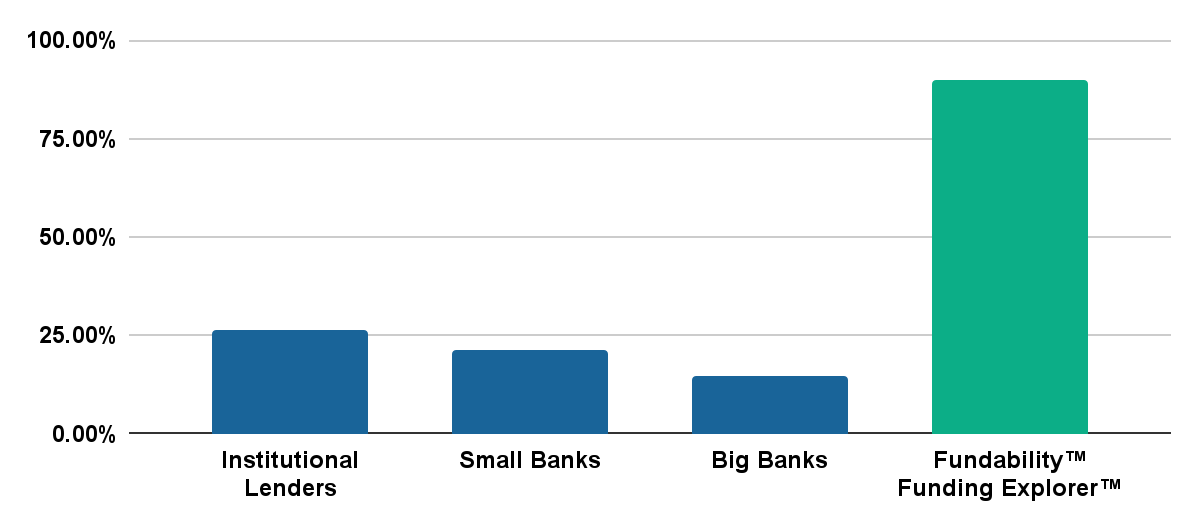 100.00%
75.00%
50.00%
25.00%
0.00%
Institutional
Lenders
Small Banks
Big Banks
Fundability™
Funding Explorer™